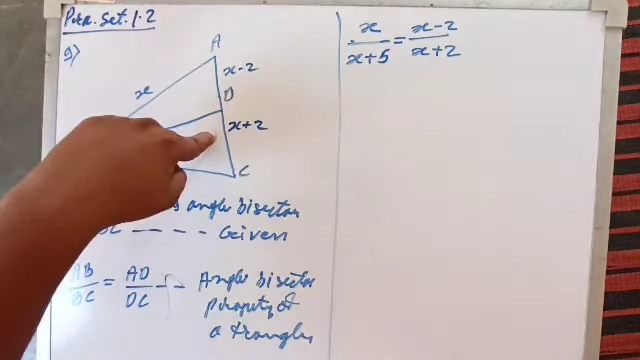 Pra. Set. 1.2
9)
A
x
x-2
D
x+2
C
angle bisector
---- Given
AB/BC = AD/DC -- Angle bisector
property of
a triangle
x/x+5 = x-2/x+2